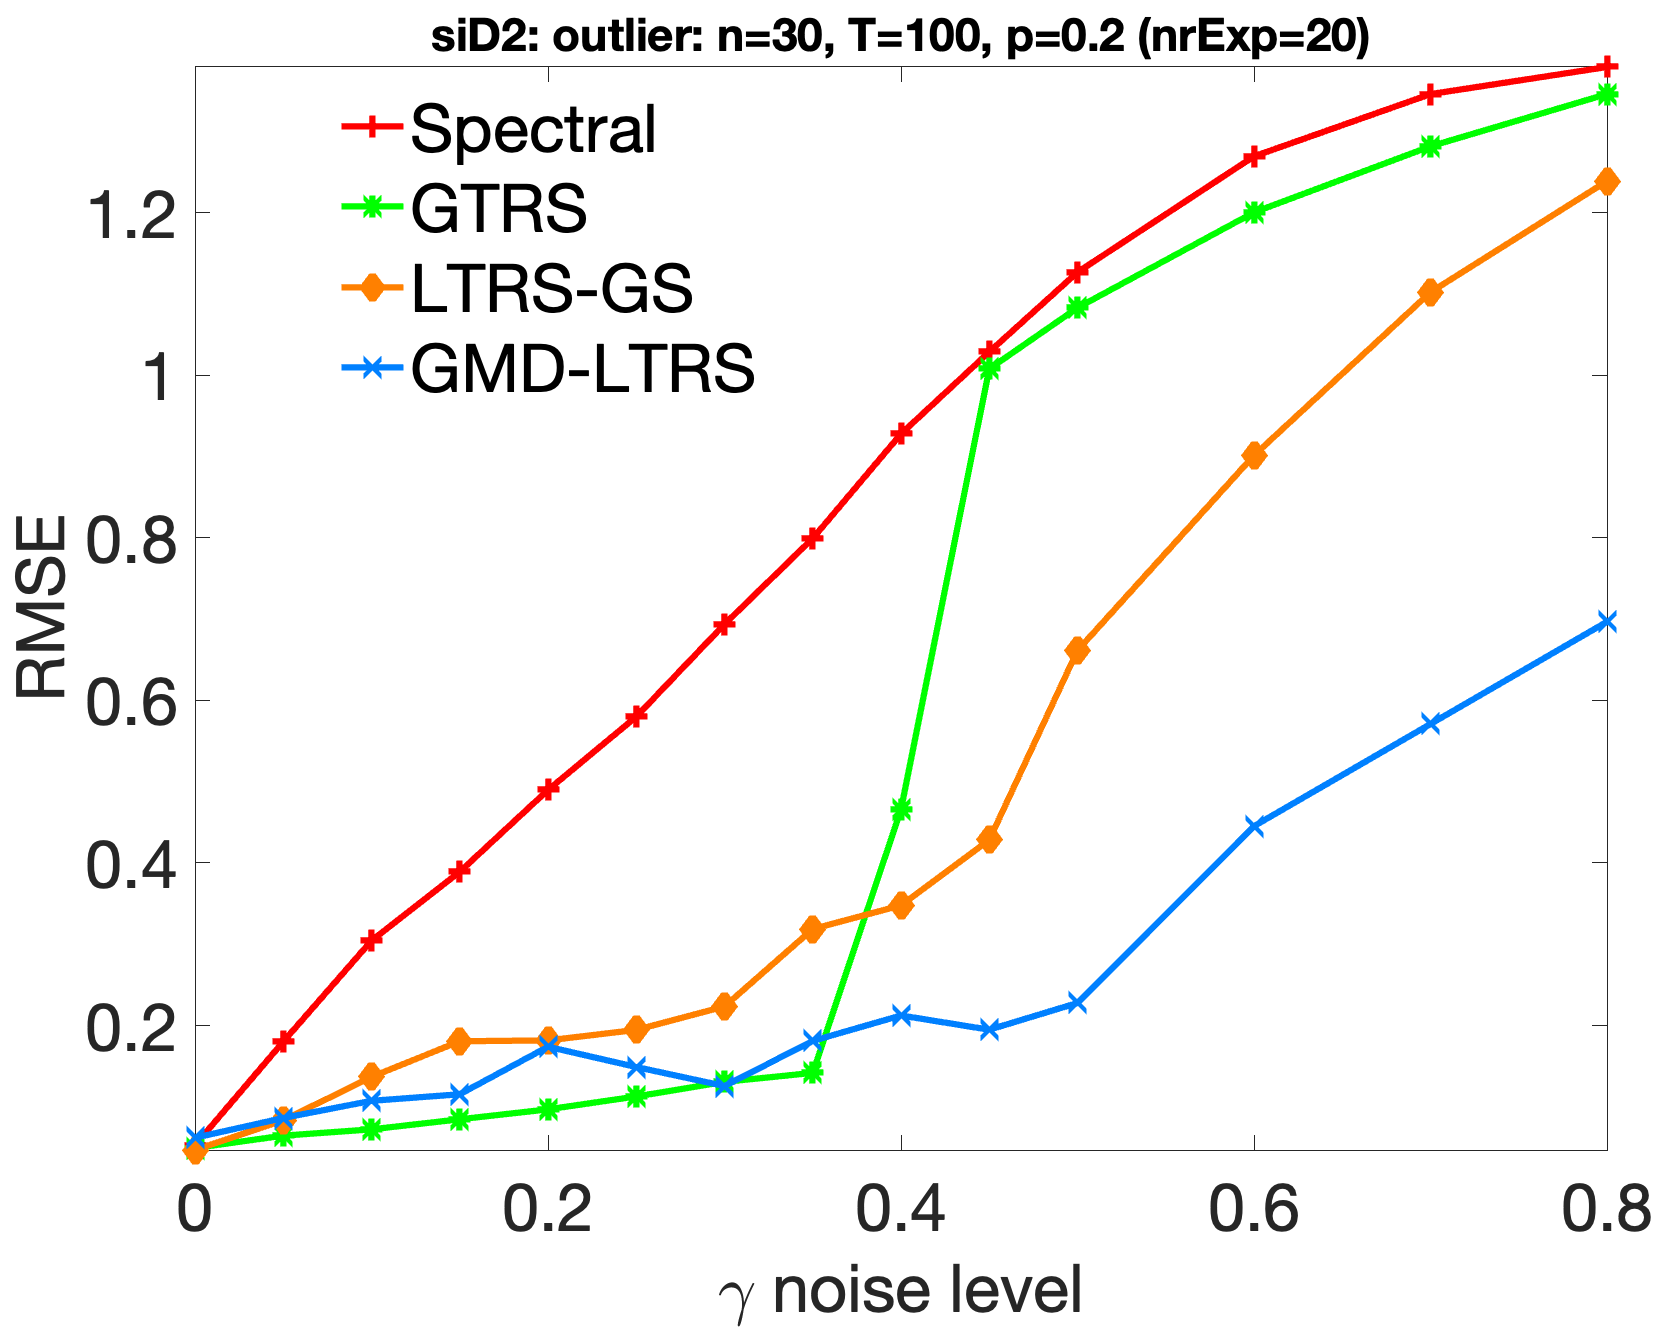 siD2: outlier: n=30, T=100, p=0.2 (nrExp=20)
Spectral
GTRS
LTRS-GS
GMD-LTRS
RMSE
1.2
1
0.8
0.6
0.4
0.2
0 0.2 0.4 0.6 0.8
γ noise level